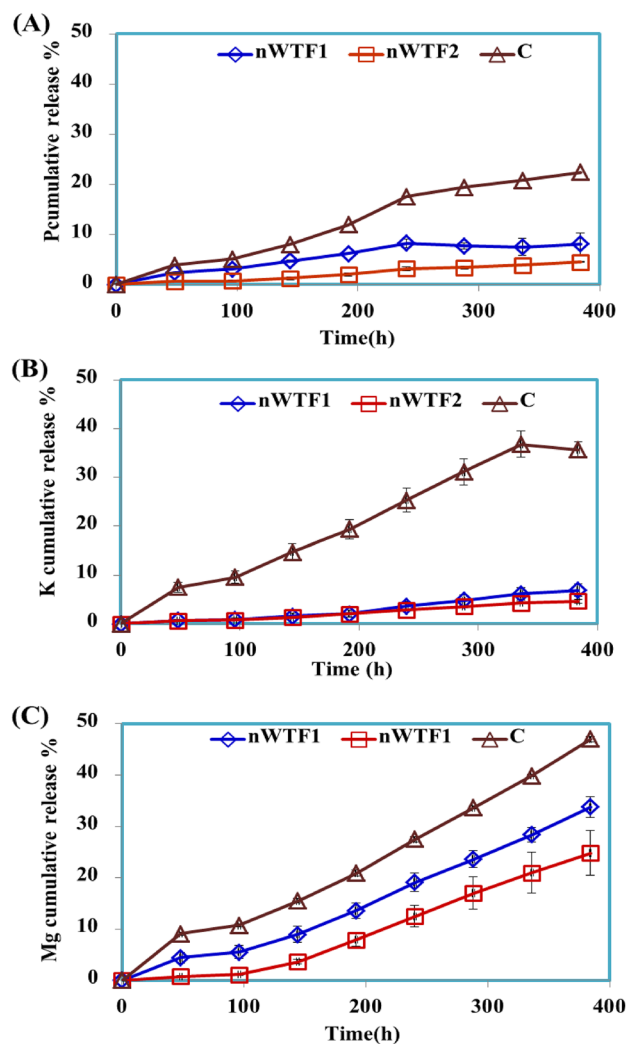 (A)
50
nWTF1 nWTF2 C
40
30
20
10
0
Pcumulative release %
0 100 200 300 400
Time(h)
(B)
50
nWTF1 nWTF2 C
40
30
20
10
0
K cumulative release %
0 100 200 300 400
Time (h)
(C)
50
nWTF1 nWTF1 C
40
30
20
10
0
Mg cumulative release %
0 100 200 300 400
Time(h)